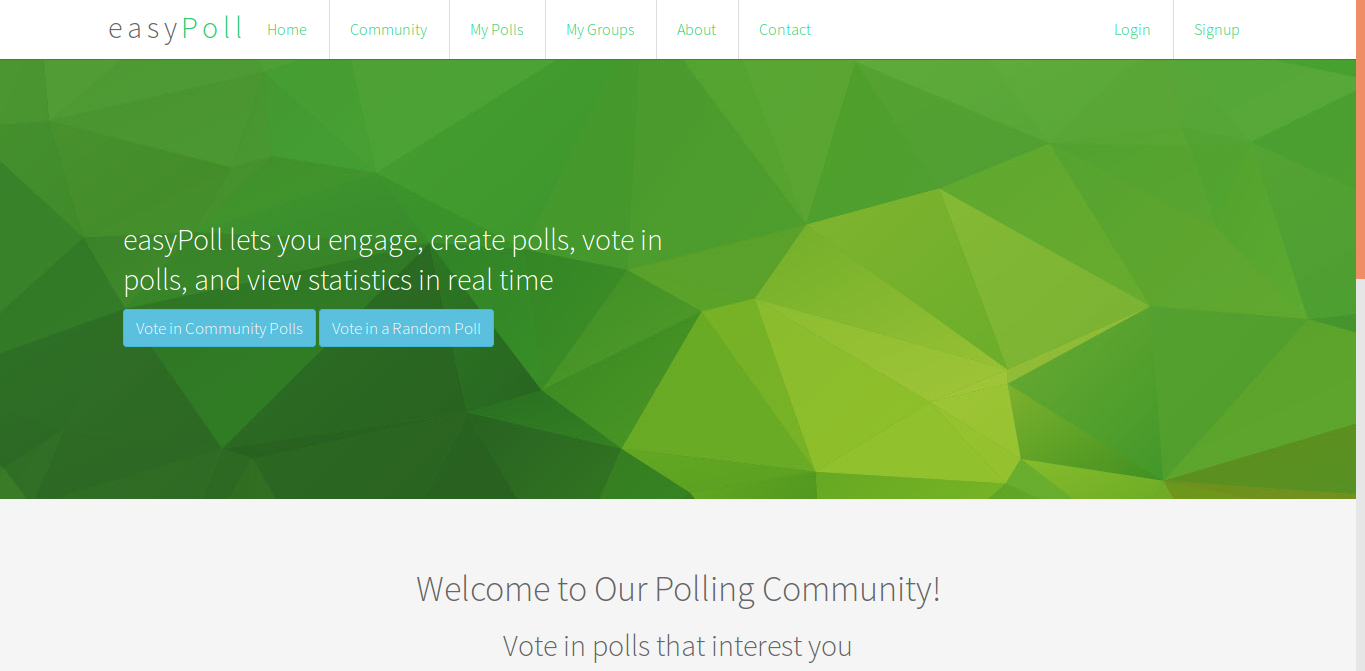 easyPoll Home Community My Polls My Groups About Contact Login Signup
easyPoll lets you engage, create polls, vote in
polls, and view statistics in real time
Vote in Community Polls Vote in a Random Poll
Welcome to Our Polling Community!
Vote in polls that interest you